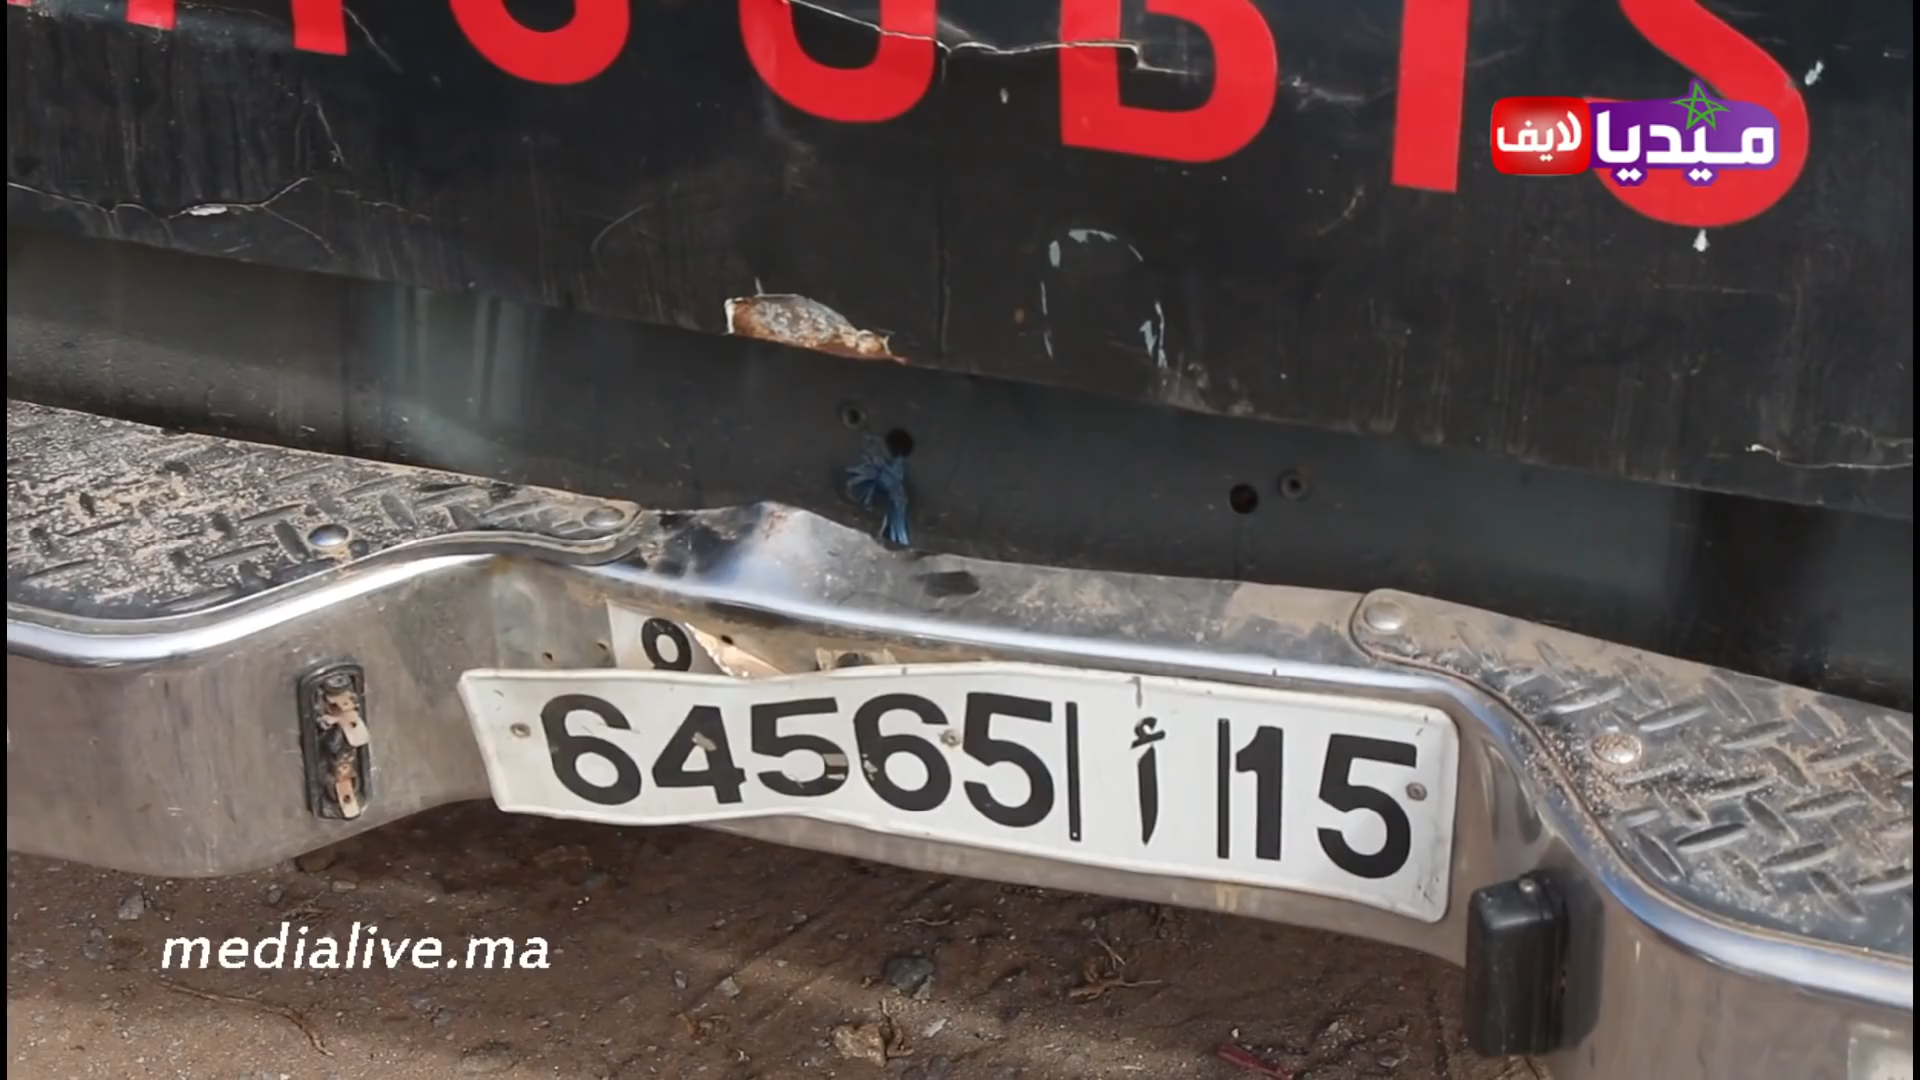 ميديا لايف
64565 | أ | 15
medialive.ma